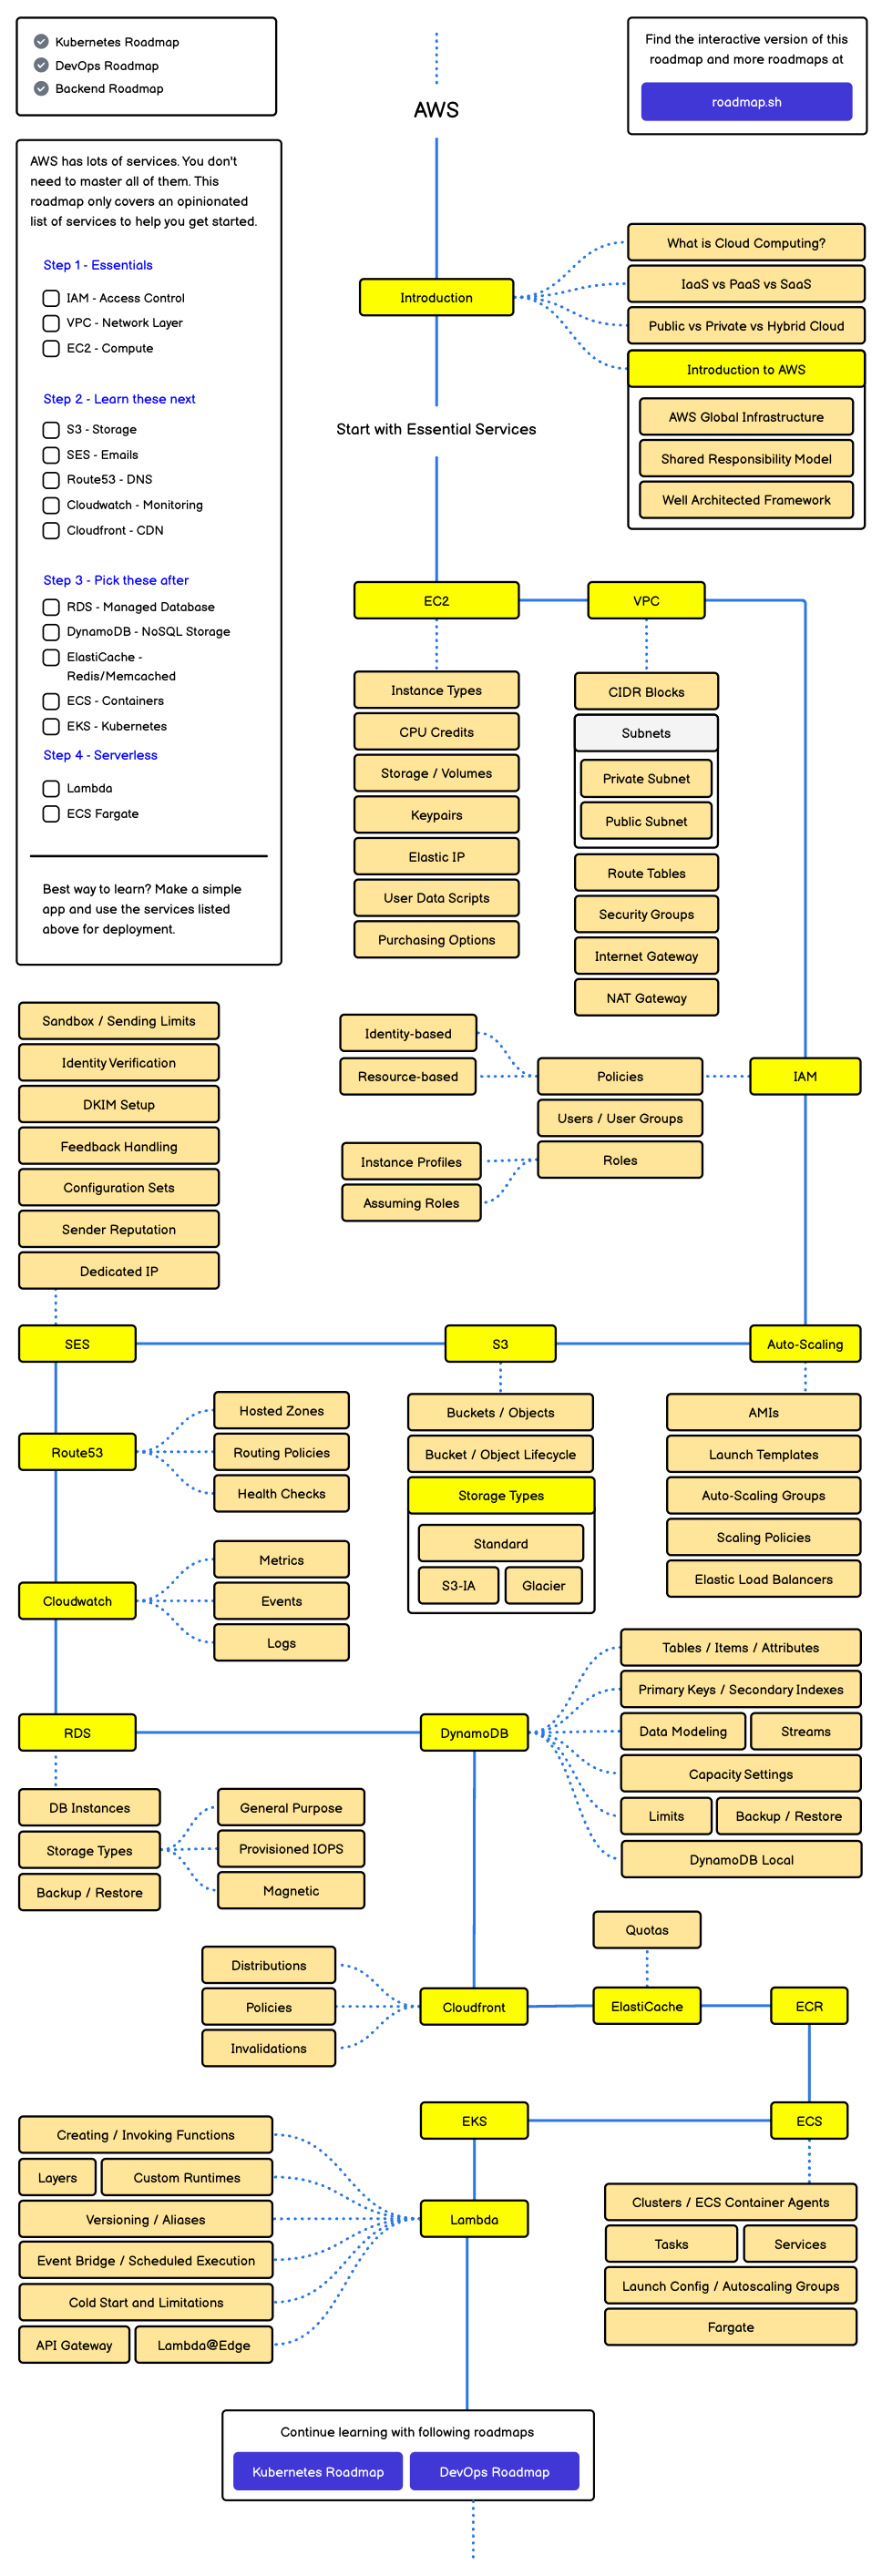 Kubernetes Roadmap
DevOps Roadmap
Backend Roadmap
AWS
Find the interactive version of this
roadmap and more roadmaps at
roadmap.sh
AWS has lots of services. You don't
need to master all of them. This
roadmap only covers an opinionated
list of services to help you get started.
Step 1 - Essentials
IAM - Access Control
VPC - Network Layer
EC2 - Compute
Step 2 - Learn these next
S3 - Storage
SES - Emails
Route53 - DNS
Cloudwatch - Monitoring
Cloudfront - CDN
Step 3 - Pick these after
RDS - Managed Database
DynamoDB - NoSQL Storage
ElastiCache -
Redis/Memcached
ECS - Containers
EKS - Kubernetes
Step 4 - Serverless
Lambda
ECS Fargate
Best way to learn? Make a simple
app and use the services listed
above for deployment.
Introduction
What is Cloud Computing?
IaaS vs PaaS vs SaaS
Public vs Private vs Hybrid Cloud
Introduction to AWS
AWS Global Infrastructure
Shared Responsibility Model
Well Architected Framework
Start with Essential Services
EC2
VPC
Instance Types
CPU Credits
Storage / Volumes
Keypairs
Elastic IP
User Data Scripts
Purchasing Options
CIDR Blocks
Subnets
Private Subnet
Public Subnet
Route Tables
Security Groups
Internet Gateway
NAT Gateway
IAM
Policies
Users / User Groups
Roles
Identity-based
Resource-based
Instance Profiles
Assuming Roles
Sandbox / Sending Limits
Identity Verification
DKIM Setup
Feedback Handling
Configuration Sets
Sender Reputation
Dedicated IP
SES
S3
Auto-Scaling
Buckets / Objects
Bucket / Object Lifecycle
Storage Types
Standard
S3-IA
Glacier
AMIs
Launch Templates
Auto-Scaling Groups
Scaling Policies
Elastic Load Balancers
Route53
Hosted Zones
Routing Policies
Health Checks
Cloudwatch
Metrics
Events
Logs
RDS
DynamoDB
Tables / Items / Attributes
Primary Keys / Secondary Indexes
Data Modeling
Streams
Capacity Settings
Limits
Backup / Restore
DynamoDB Local
DB Instances
Storage Types
Backup / Restore
General Purpose
Provisioned IOPS
Magnetic
Quotas
Distributions
Policies
Invalidations
Cloudfront
ElastiCache
ECR
EKS
ECS
Creating / Invoking Functions
Layers
Custom Runtimes
Versioning / Aliases
Event Bridge / Scheduled Execution
Cold Start and Limitations
API Gateway
Lambda@Edge
Lambda
Clusters / ECS Container Agents
Tasks
Services
Launch Config / Autoscaling Groups
Fargate
Continue learning with following roadmaps
Kubernetes Roadmap
DevOps Roadmap